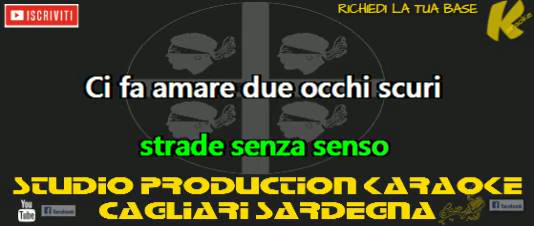 ISCRIVITI
RICHIEDI LA TUA BASE
Ci fa amare due occhi scuri
strade senza senso
STUDIO PRODUCTION KARAOKE
CAGLIARI SARDEGNA
You Tube
facebook
facebook